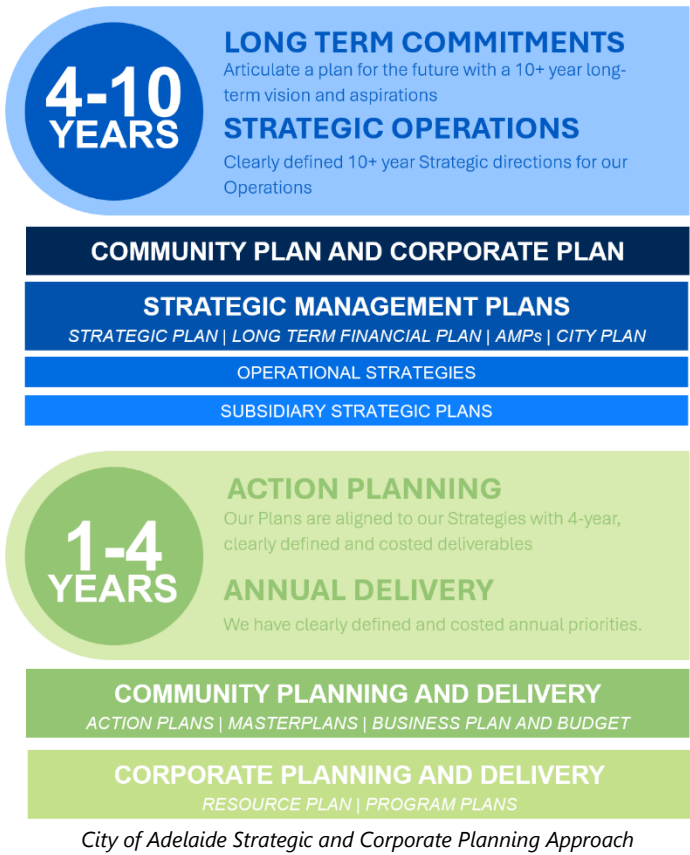 4-10
YEARS
LONG TERM COMMITMENTS
Articulate a plan for the future with a 10+ year long-
term vision and aspirations
STRATEGIC OPERATIONS
Clearly defined 10+ year Strategic directions for our
Operations
COMMUNITY PLAN AND CORPORATE PLAN
STRATEGIC MANAGEMENT PLANS
STRATEGIC PLAN | LONG TERM FINANCIAL PLAN | AMPs | CITY PLAN
OPERATIONAL STRATEGIES
SUBSIDIARY STRATEGIC PLANS
1-4
YEARS
ACTION PLANNING
Our Plans are aligned to our Strategies with 4-year,
clearly defined and costed deliverables
ANNUAL DELIVERY
We have clearly defined and costed annual priorities.
COMMUNITY PLANNING AND DELIVERY
ACTION PLANS | MASTERPLANS | BUSINESS PLAN AND BUDGET
CORPORATE PLANNING AND DELIVERY
RESOURCE PLAN | PROGRAM PLANS
City of Adelaide Strategic and Corporate Planning Approach